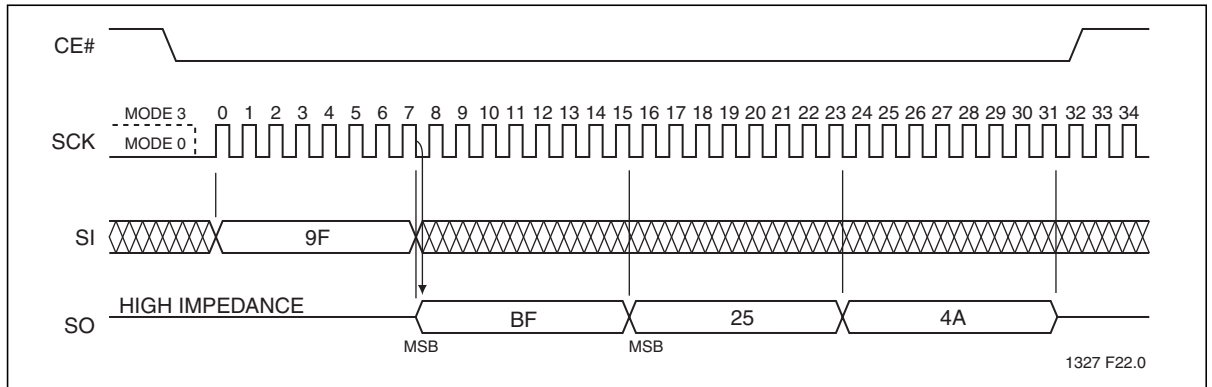 CE#
MODE 3 0 1 2 3 4 5 6 7 8 9 10 11 12 13 14 15 16 17 18 19 20 21 22 23 24 25 26 27 28 29 30 31 32 33 34
SCK MODE 0
SI 9F
HIGH IMPEDANCE
SO BF 25 4A
MSB MSB
1327 F22.0